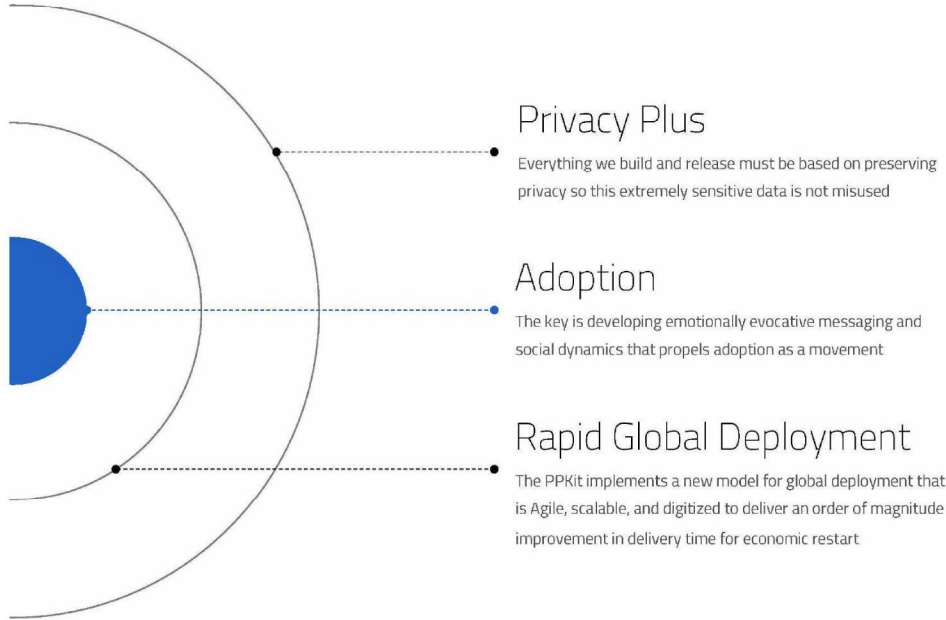 Privacy Plus
Everything we build and release must be based on preserving
privacy so this extremely sensitive data is not misused
Adoption
The key is developing emotionally evocative messaging and
social dynamics that propels adoption as a movement
Rapid Global Deployment
The PPKit implements a new model for global deployment that
is Agile, scalable, and digitized to deliver an order of magnitude
improvement in delivery time for economic restart